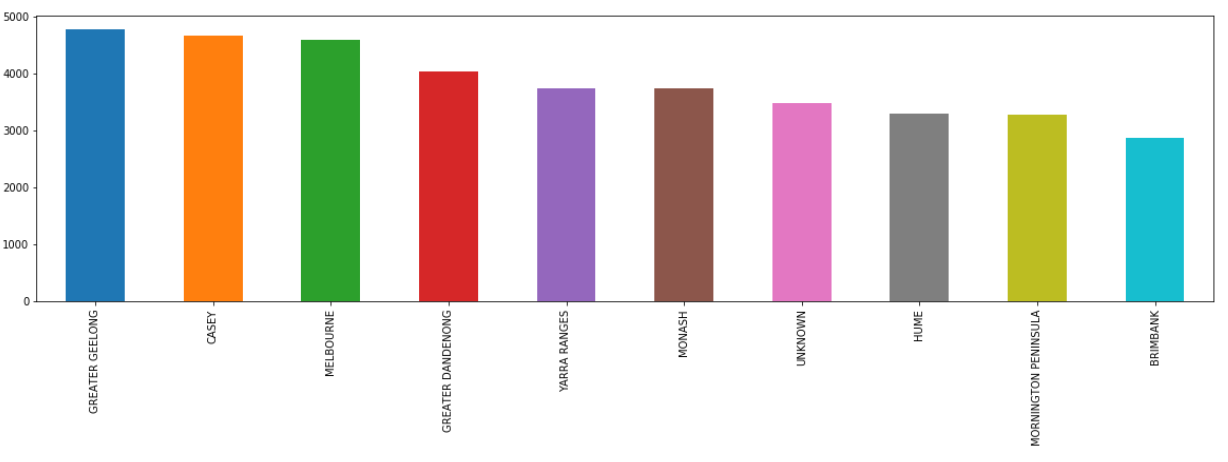 5000
4000
3000
2000
1000
0
GREATER GEELONG
CASEY
MELBOURNE
GREATER DANDENONG
YARRA RANGES
MONASH
UNKNOWN
HUME
MORNINGTON PENINSULA
BRIMBANK